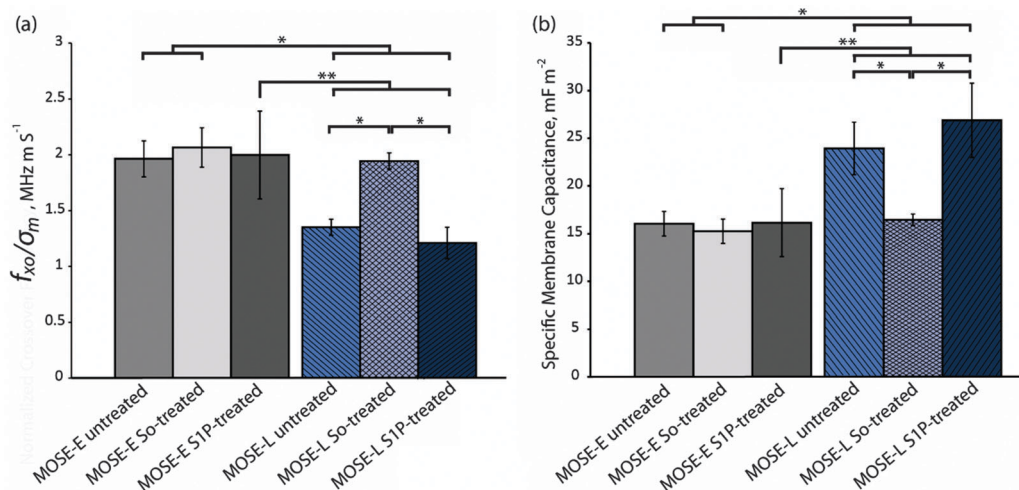 (a)
*
**
*
*
3
2.5
2
1.5
1
0.5
0
fxo/σm , MHz m S⁻¹
Normalized Crossover
MOSE-E untreated
MOSE-E So-treated
MOSE-E S1P-treated
MOSE-L untreated
MOSE-L So-treated
MOSE-L S1P-treated
(b)
*
**
*
*
35
30
25
20
15
10
5
0
Specific Membrane Capacitance, mF m⁻²
MOSE-E untreated
MOSE-E So-treated
MOSE-E S1P-treated
MOSE-L untreated
MOSE-L So-treated
MOSE-L S1P-treated